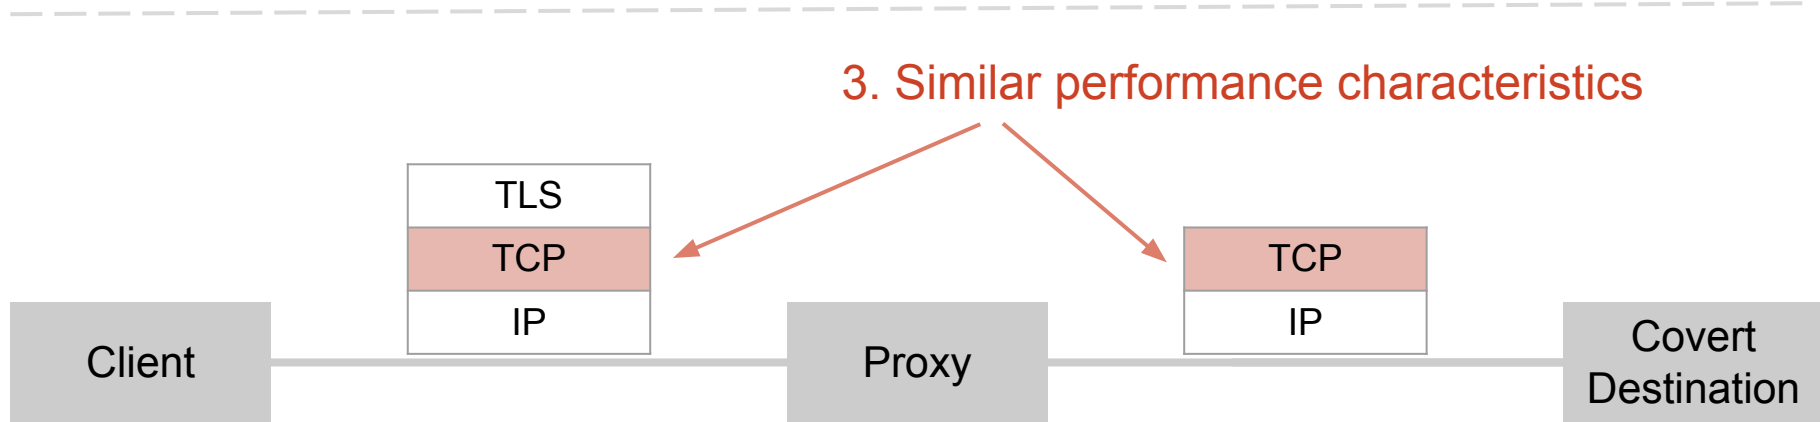 3. Similar performance characteristics
TLS
TCP
IP
TCP
IP
Client
Proxy
Covert
Destination